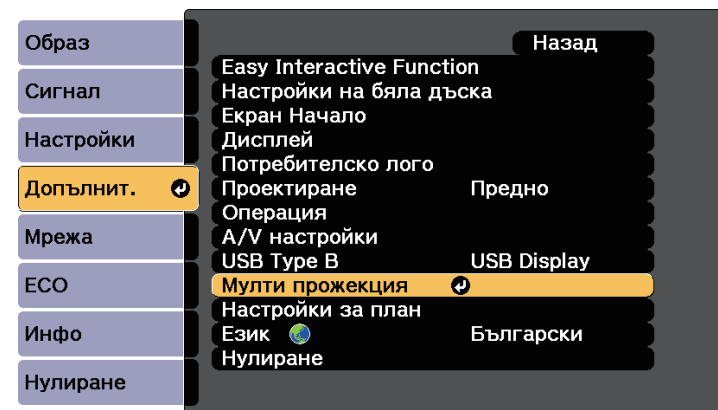 Образ
Сигнал
Настройки
Допълнит.
Мрежа
ECO
Инфо
Нулиране
Назад
Easy Interactive Function
Настройки на бяла дъска
Екран Начало
Дисплей
Потребителско лого
Проектиране Предно
Операция
A/V настройки
USB Type B USB Display
Мулти прожекция
Настройки за план
Език Български
Нулиране